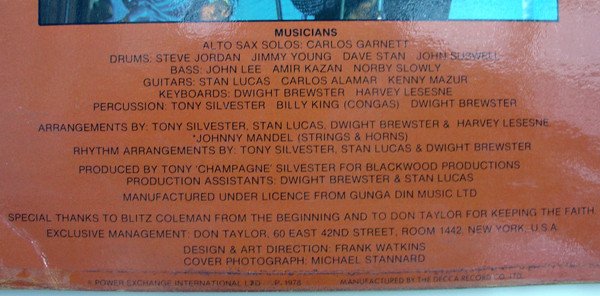 MUSICIANS
ALTO SAX SOLOS: CARLOS GARNETT
DRUMS: STEVE JORDAN JIMMY YOUNG DAVE STAN JOHN SUSWELL
BASS: JOHN LEE AMIR KAZAN NORBY SLOWLY
GUITARS: STAN LUCAS CARLOS ALAMAR KENNY MAZUR
KEYBOARDS: DWIGHT BREWSTER HARVEY LESESNE
PERCUSSION: TONY SILVESTER BILLY KING (CONGAS) DWIGHT BREWSTER
ARRANGEMENTS BY: TONY SILVESTER, STAN LUCAS, DWIGHT BREWSTER & HARVEY LESESNE
*JOHNNY MANDEL (STRINGS & HORNS)
RHYTHM ARRANGEMENTS BY: TONY SILVESTER, STAN LUCAS & DWIGHT BREWSTER
PRODUCED BY TONY 'CHAMPAGNE' SILVESTER FOR BLACKWOOD PRODUCTIONS
PRODUCTION ASSISTANTS: DWIGHT BREWSTER & STAN LUCAS
MANUFACTURED UNDER LICENCE FROM GUNGA DIN MUSIC LTD
SPECIAL THANKS TO BLITZ COLEMAN FROM THE BEGINNING AND TO DON TAYLOR FOR KEEPING THE FAITH.
EXCLUSIVE MANAGEMENT: DON TAYLOR, 60 EAST 42ND STREET, ROOM 1442, NEW YORK, U.S.A.
DESIGN & ART DIRECTION: FRANK WATKINS
COVER PHOTOGRAPH: MICHAEL STANNARD
POWER EXCHANGE INTERNATIONAL LTD .P. 1978 MANUFACTURED BY THE DECCA RECORD CO. LTD.